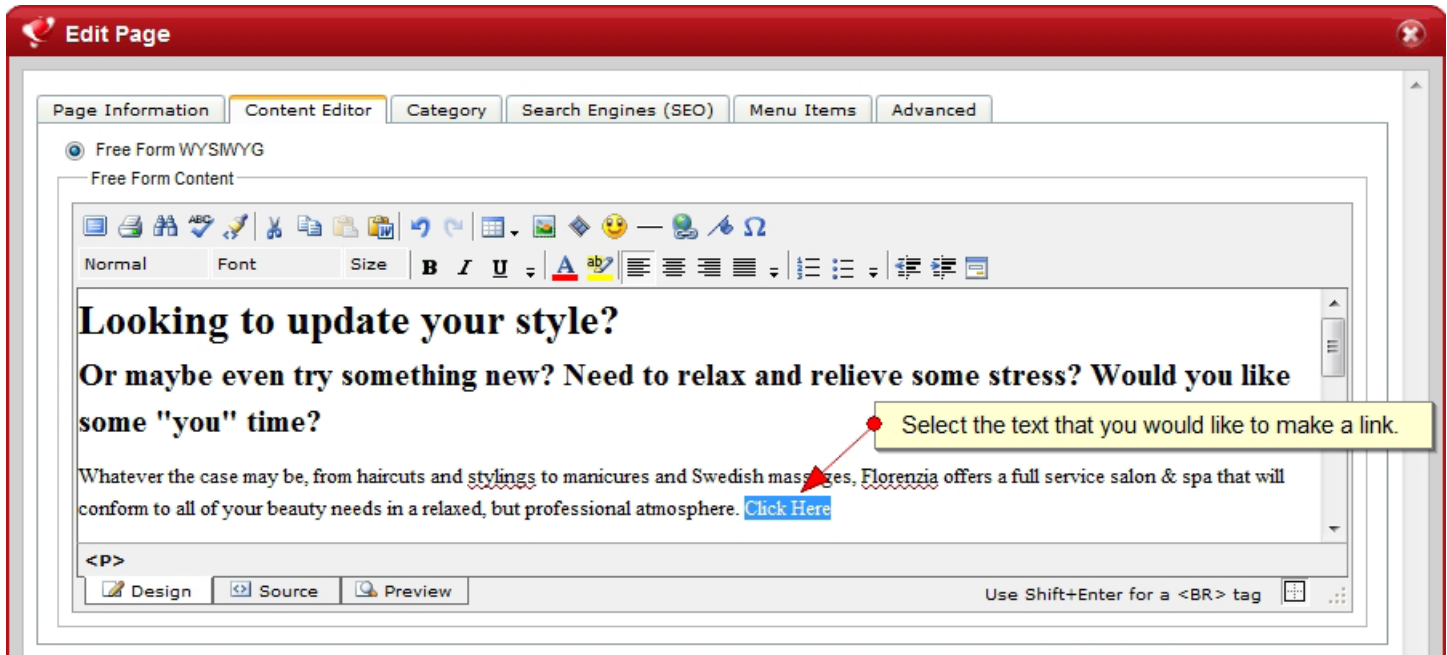 Edit Page
Page Information Content Editor Category Search Engines (SEO) Menu Items Advanced
Free Form WYSIWYG
Free Form Content
ABC
W
Ω
Normal Font Size B I U A ab
Looking to update your style?
Or maybe even try something new? Need to relax and relieve some stress? Would you like
some "you" time?
Select the text that you would like to make a link.
Whatever the case may be, from haircuts and stylings to manicures and Swedish massages, Florenzia offers a full service salon & spa that will
conform to all of your beauty needs in a relaxed, but professional atmosphere. Click Here
<P>
Design Source Preview Use Shift+Enter for a <BR> tag